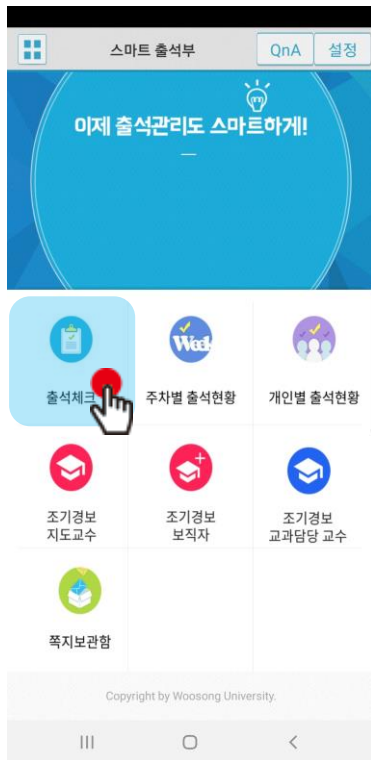 스마트 출석부
QnA
설정
이제 출석관리도 스마트하게!
Week
출석체크
주차별 출석현황
개인별 출석현황
조기경보
지도교수
조기경보
보직자
조기경보
교과담당 교수
쪽지보관함
Copyright by Woosong University.